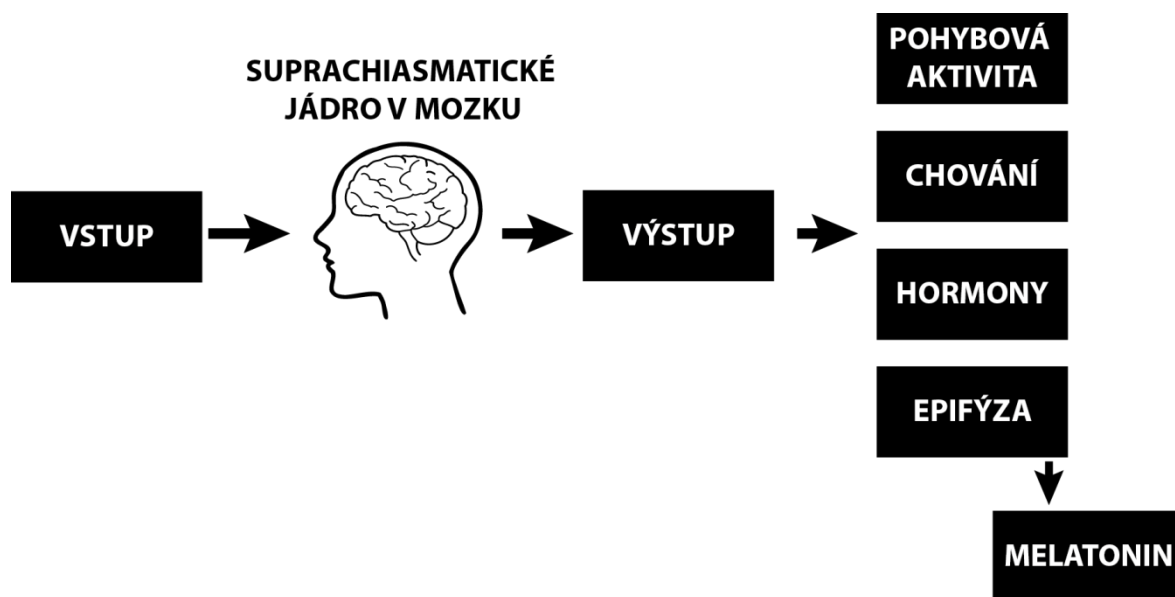 SUPRACHIASMATICKÉ
JÁDRO V MOZKU
VSTUP
VÝSTUP
POHYBOVÁ
AKTIVITA
CHOVÁNÍ
HORMONY
EPIFÝZA
MELATONIN